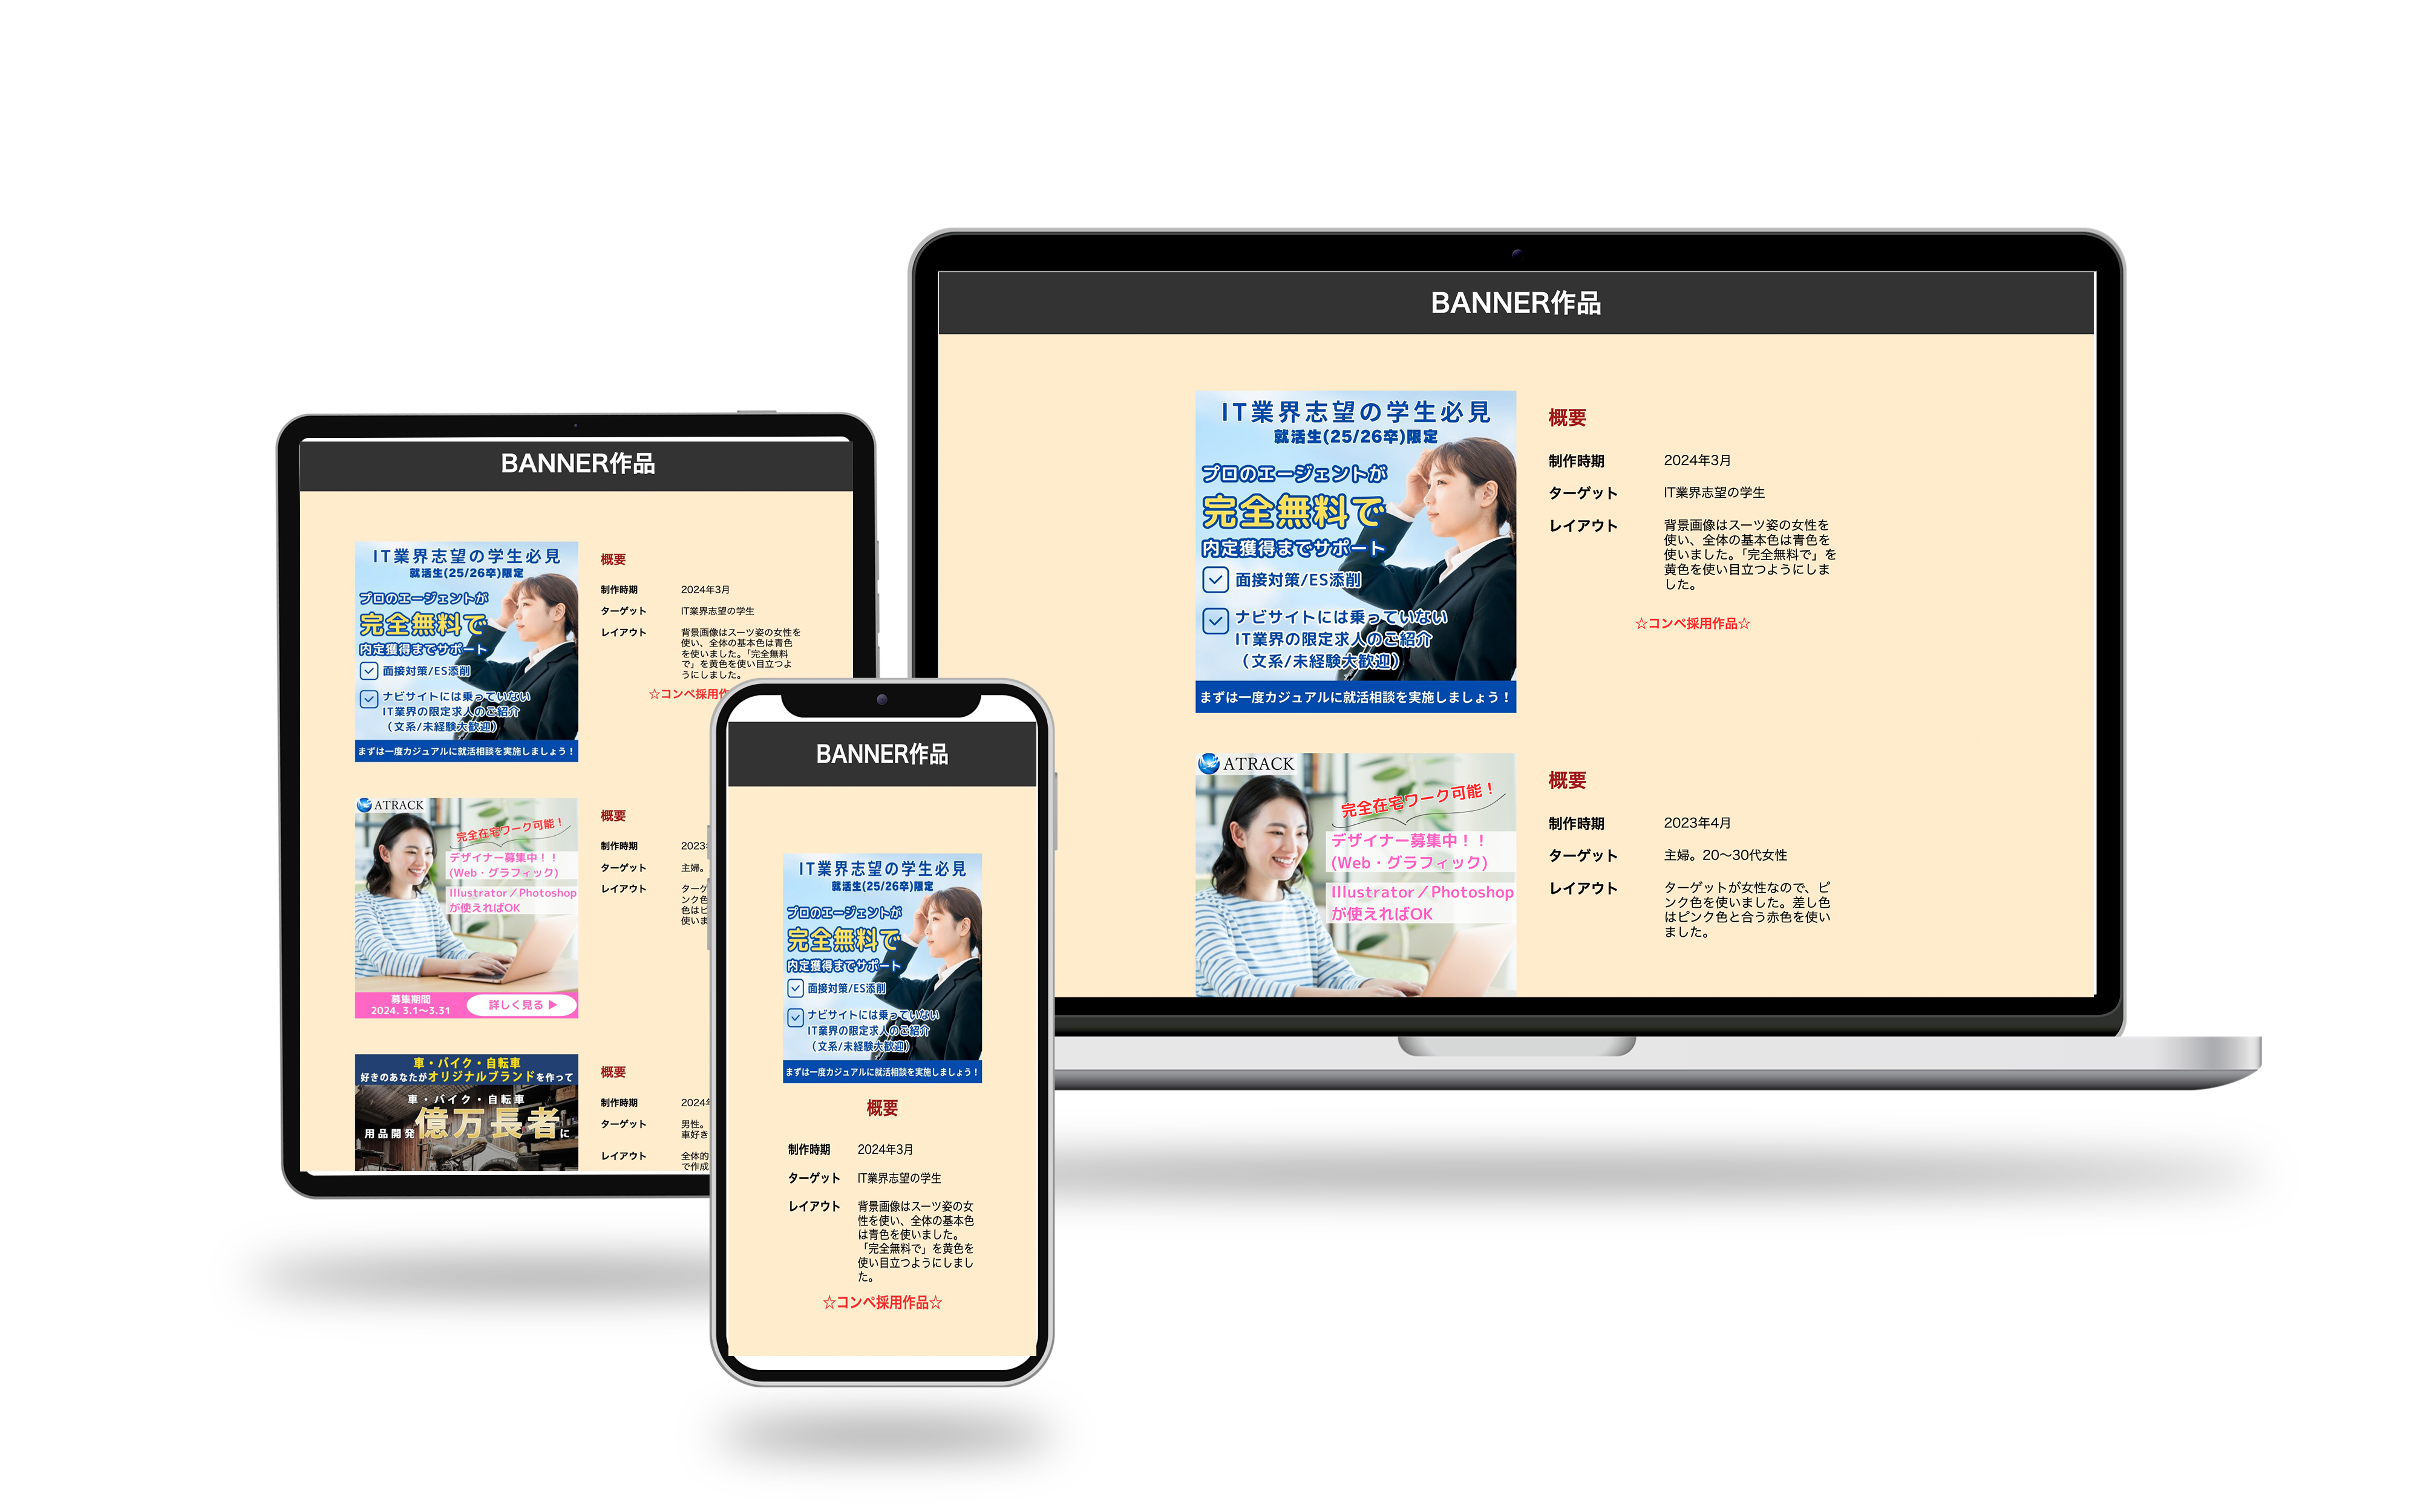 BANNER作品
IT業界志望の学生必見
就活生(25/26卒)限定
プロのエージェントが
完全無料で
内定獲得までサポート
面接対策/ES添削
ナビサイトには乗っていない
IT業界の限定求人のご紹介
（文系/未経験大歓迎）
まずは一度カジュアルに就活相談を実施しましょう！
概要
制作時期 2024年3月
ターゲット IT業界志望の学生
レイアウト 背景画像はスーツ姿の女性を
使い、全体の基本色は青色を
使いました。「完全無料で」を
黄色を使い目立つようにしま
した。
☆コンペ採用作品☆
ATRACK
完全在宅ワーク可能！
デザイナー募集中！！
(Web・グラフィック)
Illustrator／Photoshop
が使えればOK
概要
制作時期 2023年4月
ターゲット 主婦。20〜30代女性
レイアウト ターゲットが女性なので、ピ
ンク色を使いました。差し色
はピンク色と合う赤色を使い
ました。
BANNER作品
IT業界志望の学生必見
就活生(25/26卒)限定
プロのエージェントが
完全無料で
内定獲得までサポート
面接対策/ES添削
ナビサイトには乗っていない
IT業界の限定求人のご紹介
（文系/未経験大歓迎）
まずは一度カジュアルに就活相談を実施しましょう！
概要
制作時期 2024年3月
ターゲット IT業界志望の学生
レイアウト 背景画像はスーツ姿の女性を
使い、全体の基本色は青色
を使いました。「完全無料
で」を黄色を使い目立つよ
うにしました。
☆コンペ採用
ATRACK
完全在宅ワーク可能！
デザイナー募集中！！
(Web・グラフィック)
Illustrator／Photoshop
が使えればOK
募集期間
2024. 3.1〜3.31
詳しく見る ▶
概要
制作時期 2023
ターゲット 主婦。
レイアウト ターゲ
ンク色
色はピ
使いま
車・バイク・自転車
好きのあなたがオリジナルブランドを作って
車・バイク・自転車
用品開発億万長者に
概要
制作時期 2024
ターゲット 男性。
車好き
レイアウト 全体的
で作成
BANNER作品
IT業界志望の学生必見
就活生(25/26卒)限定
プロのエージェントが
完全無料で
内定獲得までサポート
面接対策/ES添削
ナビサイトには乗っていない
IT業界の限定求人のご紹介
（文系/未経験大歓迎）
まずは一度カジュアルに就活相談を実施しましょう！
概要
制作時期 2024年3月
ターゲット IT業界志望の学生
レイアウト 背景画像はスーツ姿の女
性を使い、全体の基本色
は青色を使いました。
「完全無料で」を黄色を
使い目立つようにしまし
た。
☆コンペ採用作品☆